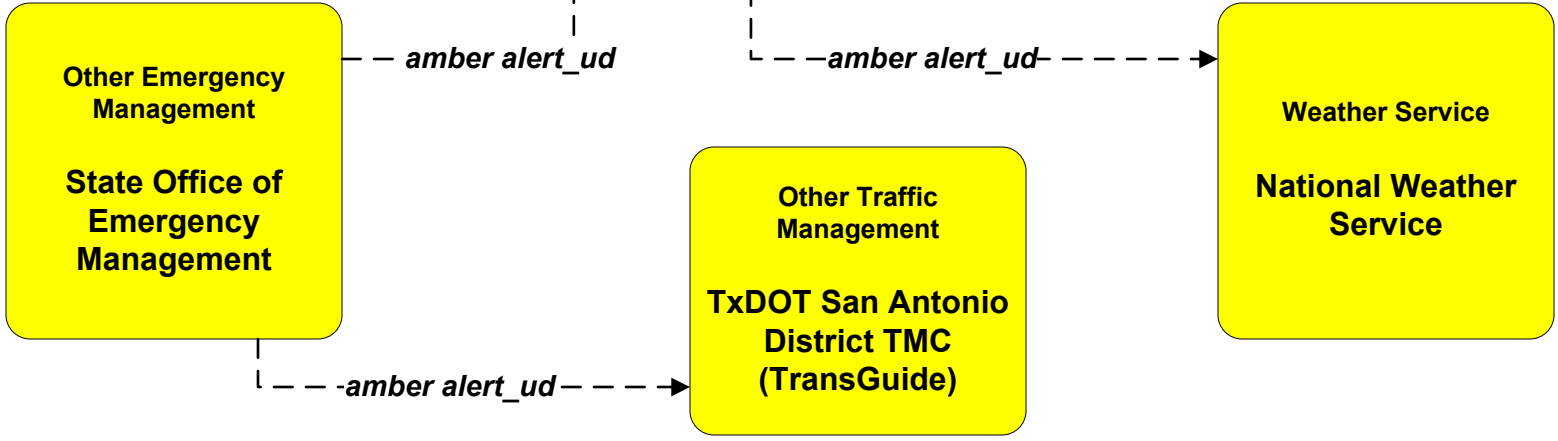 Other Emergency
Management
State Office of
Emergency
Management
amber alert_ud
amber alert_ud
Weather Service
National Weather
Service
Other Traffic
Management
TxDOT San Antonio
District TMC
(TransGuide)
amber alert_ud